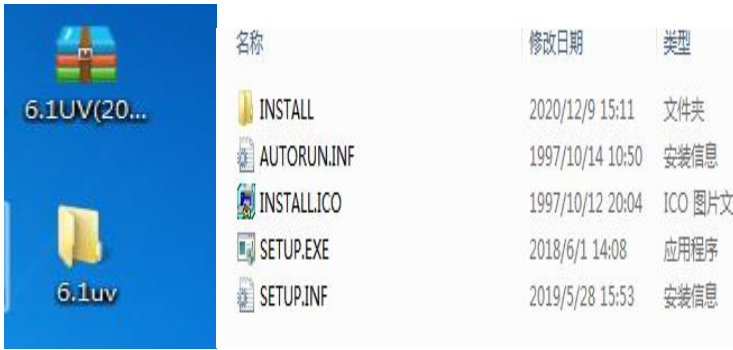 6.1UV(20...
6.1uv
名称 修改日期 类型
INSTALL 2020/12/9 15:11 文件夹
AUTORUN.INF 1997/10/14 10:50 安装信息
INSTALL.ICO 1997/10/12 20:04 ICO 图片文
SETUP.EXE 2018/6/1 14:08 应用程序
SETUP.INF 2019/5/28 15:53 安装信息